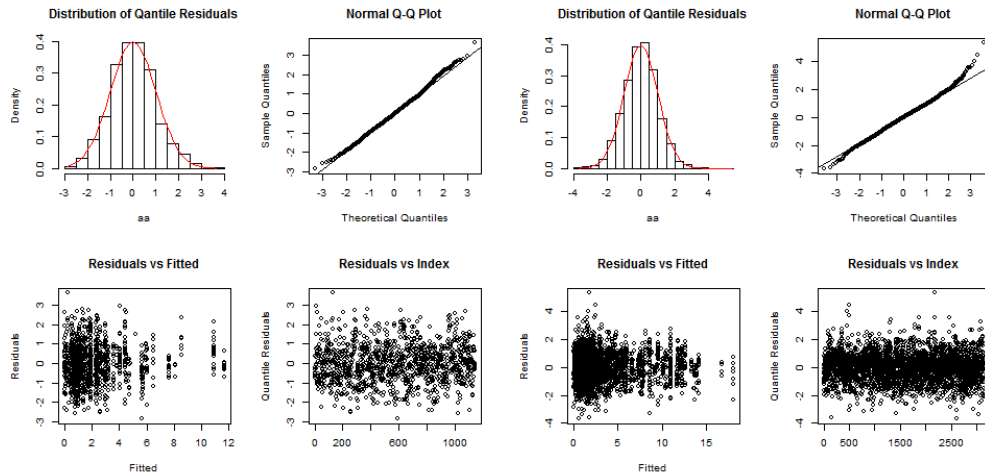 Distribution of Qantile Residuals
Density
0.0 0.1 0.2 0.3 0.4
-3 -2 -1 0 1 2 3 4
aa
Normal Q-Q Plot
Sample Quantiles
-3 -2 -1 0 1 2 3
-3 -2 -1 0 1 2 3
Theoretical Quantiles
Distribution of Qantile Residuals
Density
0.0 0.1 0.2 0.3 0.4
-4 -2 0 2 4
aa
Normal Q-Q Plot
Sample Quantiles
-4 -2 0 2 4
-3 -2 -1 0 1 2 3
Theoretical Quantiles
Residuals vs Fitted
Residuals
-3 -2 -1 0 1 2 3
0 2 4 6 8 10 12
Fitted
Residuals vs Index
Quantile Residuals
-3 -2 -1 0 1 2 3
0 200 600 1000
Residuals vs Fitted
Residuals
-4 -2 0 2 4
0 5 10 15
Fitted
Residuals vs Index
Quantile Residuals
-4 -2 0 2 4
0 500 1500 2500